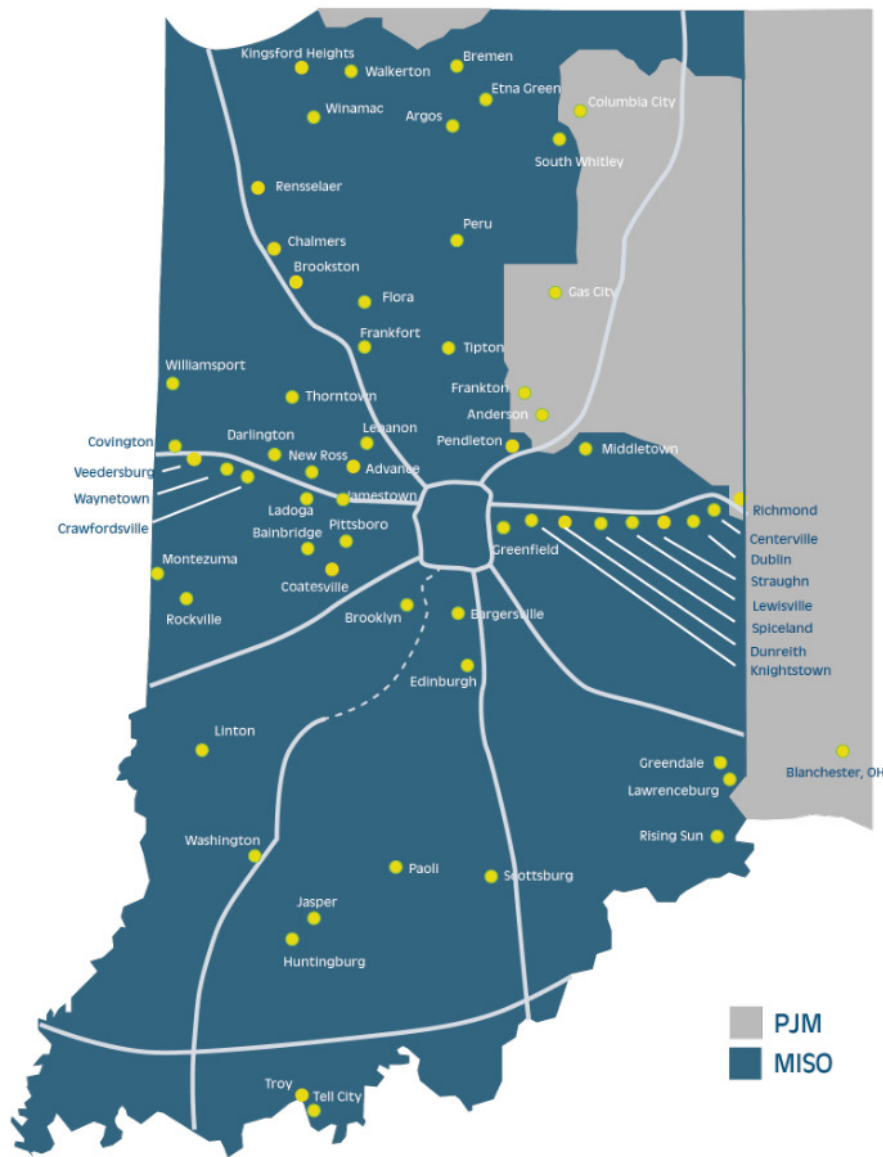 Kingsford Heights
Bremen
Walkerton
Etna Green
Columbia City
Winamac
Argos
South Whitley
Rensselaer
Peru
Chalmers
Brookston
Gas City
Flora
Frankfort
Tipton
Williamsport
Frankton
Thorntown
Anderson
Lebanon
Covington
Darlington
Pendleton
Middletown
New Ross
Veedersburg
Advance
Waynetown
Jamestown
Ladoga
Richmond
Crawfordsville
Bainbridge
Pittsboro
Greenfield
Centerville
Montezuma
Dublin
Coatesville
Straughn
Rockville
Brooklyn
Bargersville
Lewisville
Spiceland
Dunreith
Knightstown
Edinburgh
Linton
Greendale
Blanchester, OH
Lawrenceburg
Washington
Rising Sun
Paoli
Scottsburg
Jasper
Huntingburg
PJM
MISO
Troy
Tell City